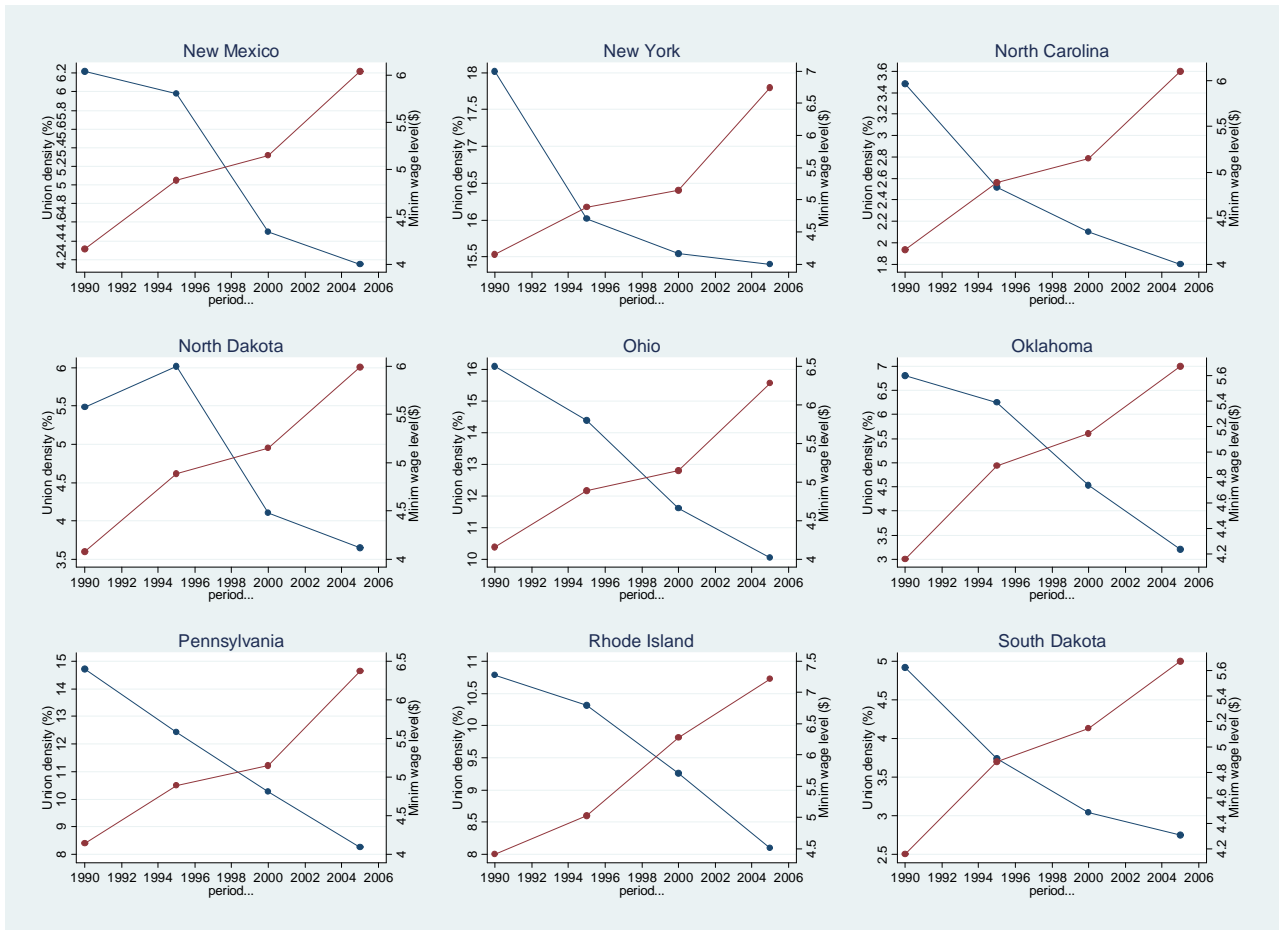 New Mexico
New York
North Carolina
Union density (%)
4.2 4.4 4.6 4.8 5 5.2 5.4 5.6 5.8 6 6.2
4 4.5 5 5.5 6
Minim wage level($)
1990 1992 1994 1996 1998 2000 2002 2004 2006
period...
Union density (%)
15.5 16 16.5 17 17.5 18
4 4.5 5 5.5 6 6.5 7
Minim wage level($)
1990 1992 1994 1996 1998 2000 2002 2004 2006
period...
Union density (%)
1.8 2 2.2 2.4 2.6 2.8 3 3.2 3.4 3.6
4 4.5 5 5.5 6
Minim wage level($)
1990 1992 1994 1996 1998 2000 2002 2004 2006
period...
North Dakota
Ohio
Oklahoma
Union density (%)
3.5 4 4.5 5 5.5 6
4 4.5 5 5.5 6
Minim wage level($)
1990 1992 1994 1996 1998 2000 2002 2004 2006
period...
Union density (%)
10 11 12 13 14 15 16
4 4.5 5 5.5 6 6.5
Minim wage level($)
1990 1992 1994 1996 1998 2000 2002 2004 2006
period...
Union density (%)
3 3.5 4 4.5 5 5.5 6 6.5 7
4.2 4.4 4.6 4.8 5 5.2 5.4 5.6
Minim wage level ($)
1990 1992 1994 1996 1998 2000 2002 2004 2006
period...
Pennsylvania
Rhode Island
South Dakota
Union density (%)
8 9 10 11 12 13 14 15
4 4.5 5 5.5 6 6.5
Minim wage level ($)
1990 1992 1994 1996 1998 2000 2002 2004 2006
period...
Union density (%)
8 8.5 9 9.5 10 10.5 11
4.5 5 5.5 6 6.5 7 7.5
Minim wage level ($)
1990 1992 1994 1996 1998 2000 2002 2004 2006
period...
Union density (%)
2.5 3 3.5 4 4.5 5
4.2 4.4 4.6 4.8 5 5.2 5.4 5.6
Minim wage level ($)
1990 1992 1994 1996 1998 2000 2002 2004 2006
period...